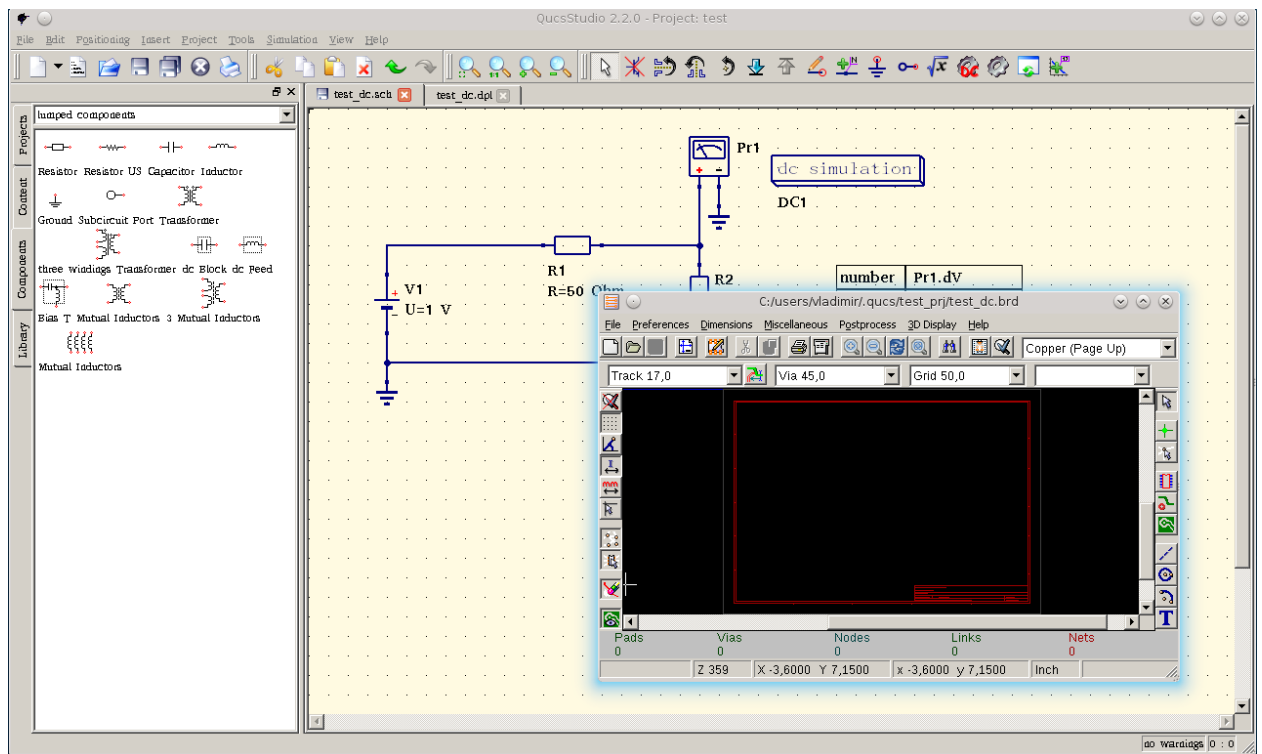 QucsStudio 2.2.0 - Project: test
File Edit Positioning Insert Project Tools Simulation View Help
test_dc.sch test_dc.dpl
Projects
Content
Components
Library
lumped components
Resistor Resistor US Capacitor Inductor
Ground Subcircuit Port Transformer
three windings Transformer dc Block dc Feed
Bias T Mutual Inductors 3 Mutual Inductors
Mutual Inductors
Pr1
dc simulation
DC1
R1
R=50 Ohm
V1
U=1 V
R2
number Pr1.dV
C:/users/vladimir/.qucs/test_prj/test_dc.brd
File Preferences Dimensions Miscellaneous Postprocess 3D Display Help
Copper (Page Up)
Track 17,0 Via 45,0 Grid 50,0
Pads Vias Nodes Links Nets
0 0 0 0 0
Z 359 X -3,6000 Y 7,1500 x -3,6000 y 7,1500 Inch
no warnings 0 : 0